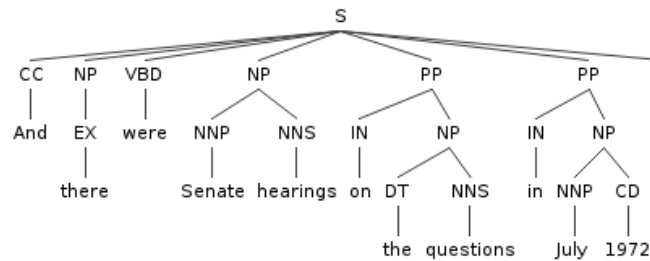 S
CC NP VBD NP PP PP
And EX were NNP NNS IN NP IN NP
there Senate hearings on DT NNS in NNP CD
the questions July 1972